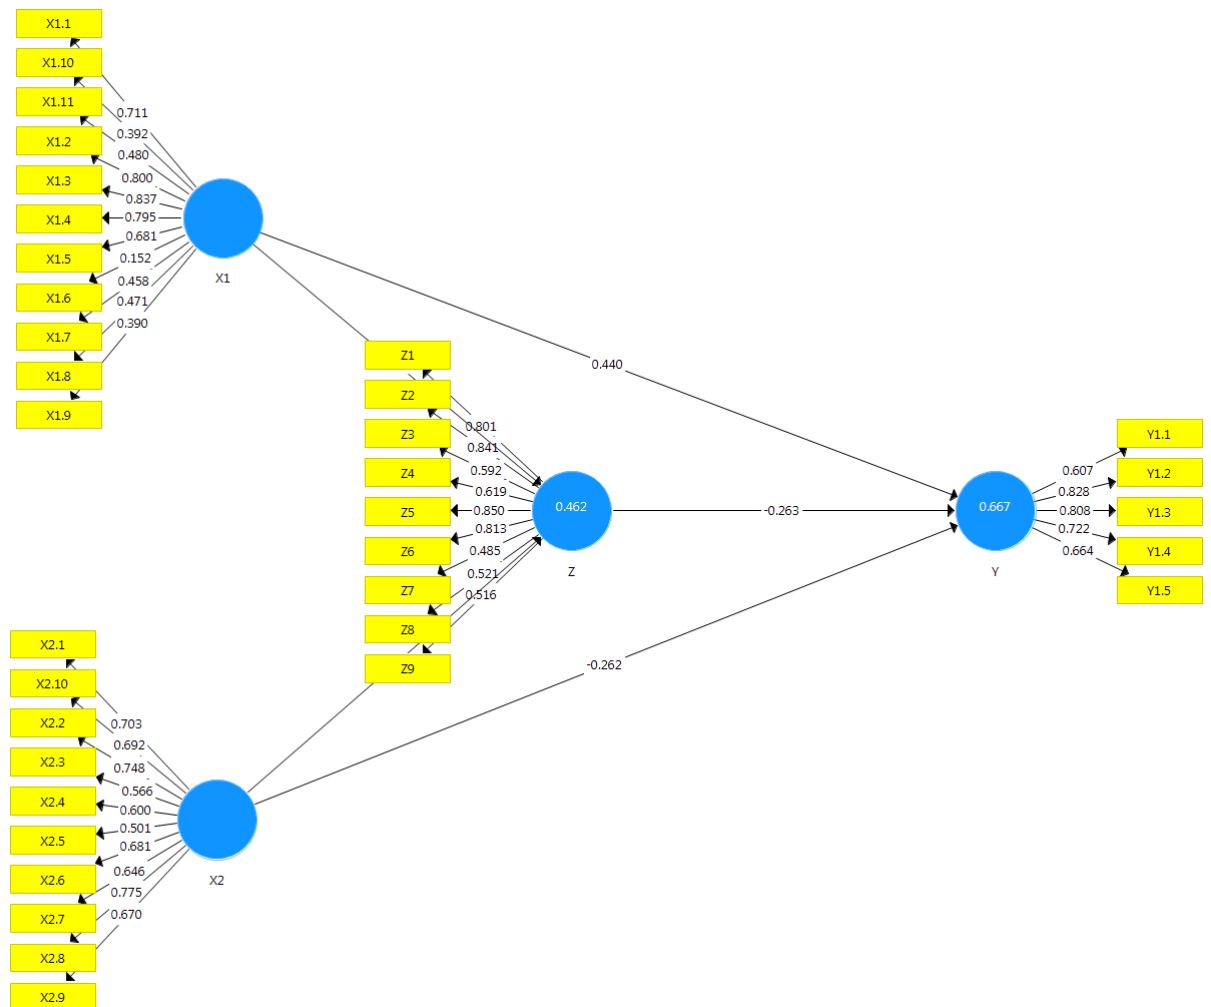 X1.1
X1.10
X1.11
X1.2
X1.3
X1.4
X1.5
X1.6
X1.7
X1.8
X1.9
0.711
0.392
0.480
0.800
0.837
0.795
0.681
0.152
0.458
0.471
0.390
X1
X2.1
X2.10
X2.2
X2.3
X2.4
X2.5
X2.6
X2.7
X2.8
X2.9
0.703
0.692
0.748
0.566
0.600
0.501
0.681
0.646
0.775
0.670
X2
Z1
Z2
Z3
Z4
Z5
Z6
Z7
Z8
Z9
0.801
0.841
0.592
0.619
0.850
0.813
0.485
0.521
0.516
0.462
Z
0.440
-0.263
-0.262
0.667
Y
0.607
0.828
0.808
0.722
0.664
Y1.1
Y1.2
Y1.3
Y1.4
Y1.5